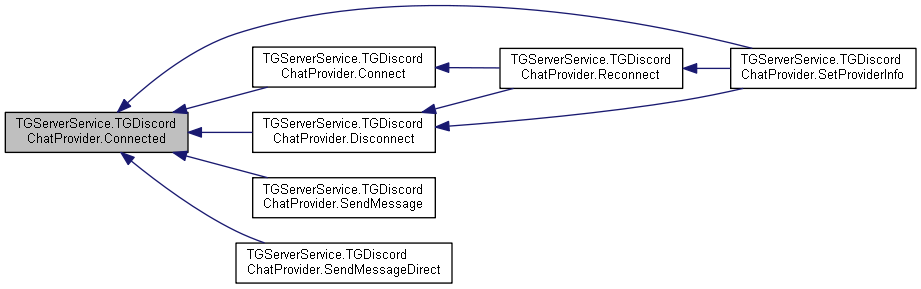 TGServerService.TGDiscord
ChatProvider.Connected
TGServerService.TGDiscord
ChatProvider.Connect
TGServerService.TGDiscord
ChatProvider.Reconnect
TGServerService.TGDiscord
ChatProvider.SetProviderInfo
TGServerService.TGDiscord
ChatProvider.Disconnect
TGServerService.TGDiscord
ChatProvider.SendMessage
TGServerService.TGDiscord
ChatProvider.SendMessageDirect